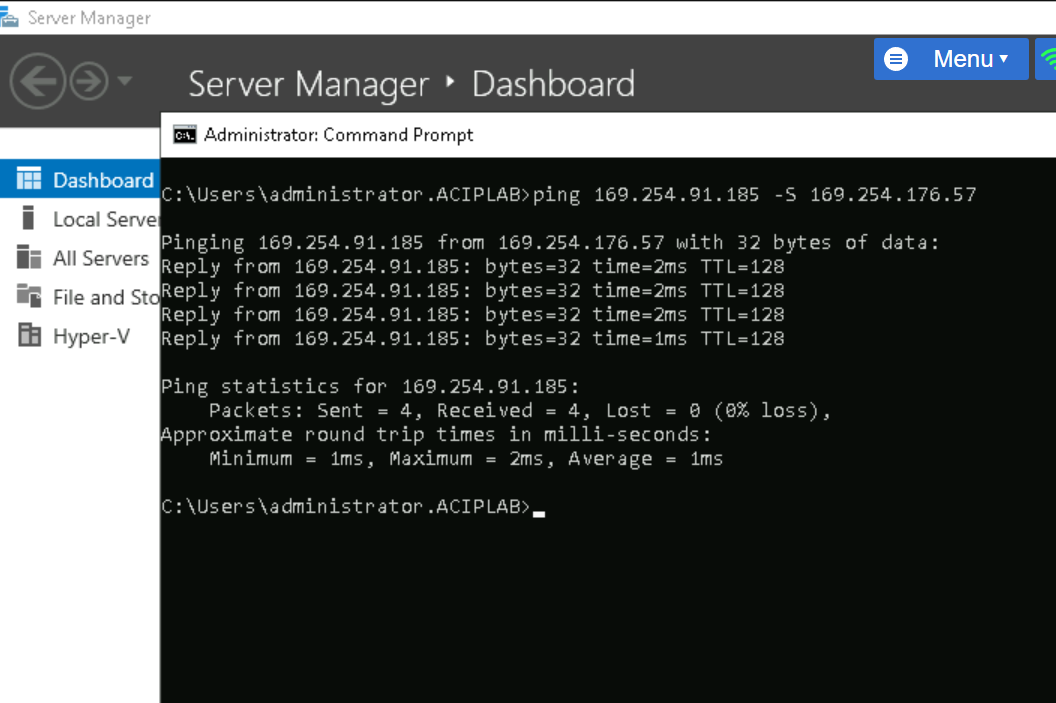 Server Manager
Server Manager ‣ Dashboard
Menu
Administrator: Command Prompt
Dashboard
Local Server
All Servers
File and Sto
Hyper-V
C:\Users\administrator.ACIPLAB>ping 169.254.91.185 -S 169.254.176.57
Pinging 169.254.91.185 from 169.254.176.57 with 32 bytes of data:
Reply from 169.254.91.185: bytes=32 time=2ms TTL=128
Reply from 169.254.91.185: bytes=32 time=2ms TTL=128
Reply from 169.254.91.185: bytes=32 time=2ms TTL=128
Reply from 169.254.91.185: bytes=32 time=1ms TTL=128
Ping statistics for 169.254.91.185:
Packets: Sent = 4, Received = 4, Lost = 0 (0% loss),
Approximate round trip times in milli-seconds:
Minimum = 1ms, Maximum = 2ms, Average = 1ms
C:\Users\administrator.ACIPLAB>